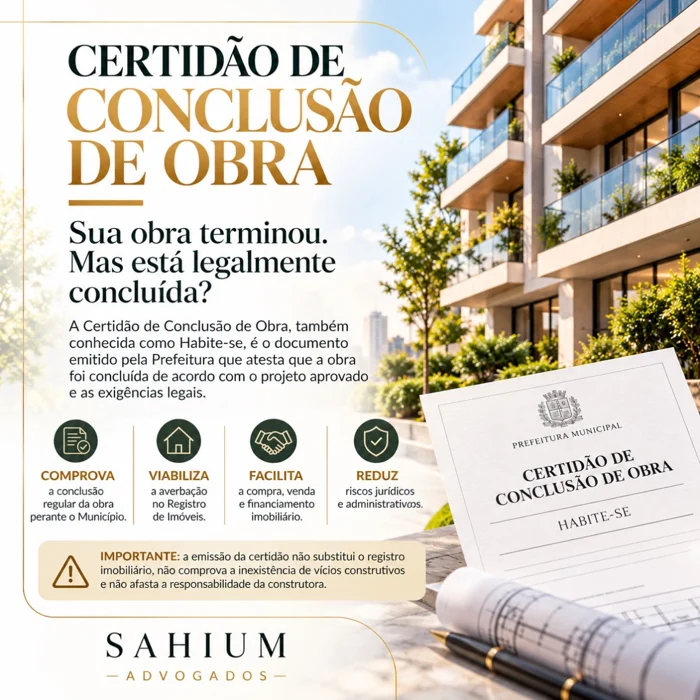 CERTIDÃO DE
CONCLUSÃO
DE OBRA
Sua obra terminou.
Mas está legalmente
concluída?
A Certidão de Conclusão de Obra, também
conhecida como Habite-se, é o documento
emitido pela Prefeitura que atesta que a obra
foi concluída de acordo com o projeto aprovado
e as exigências legais.
COMPROVA
a conclusão
regular da obra
perante o Município.
VIABILIZA
a averbação
no Registro
de Imóveis.
FACILITA
a compra, venda
e financiamento
imobiliário.
REDUZ
riscos jurídicos
e administrativos.
IMPORTANTE: a emissão da certidão não substitui o registro
imobiliário, não comprova a inexistência de vícios construtivos
e não afasta a responsabilidade da construtora.
SAHIUM
ADVOGADOS
PREFEITURA MUNICIPAL
CERTIDÃO DE
CONCLUSÃO DE OBRA
HABITE-SE